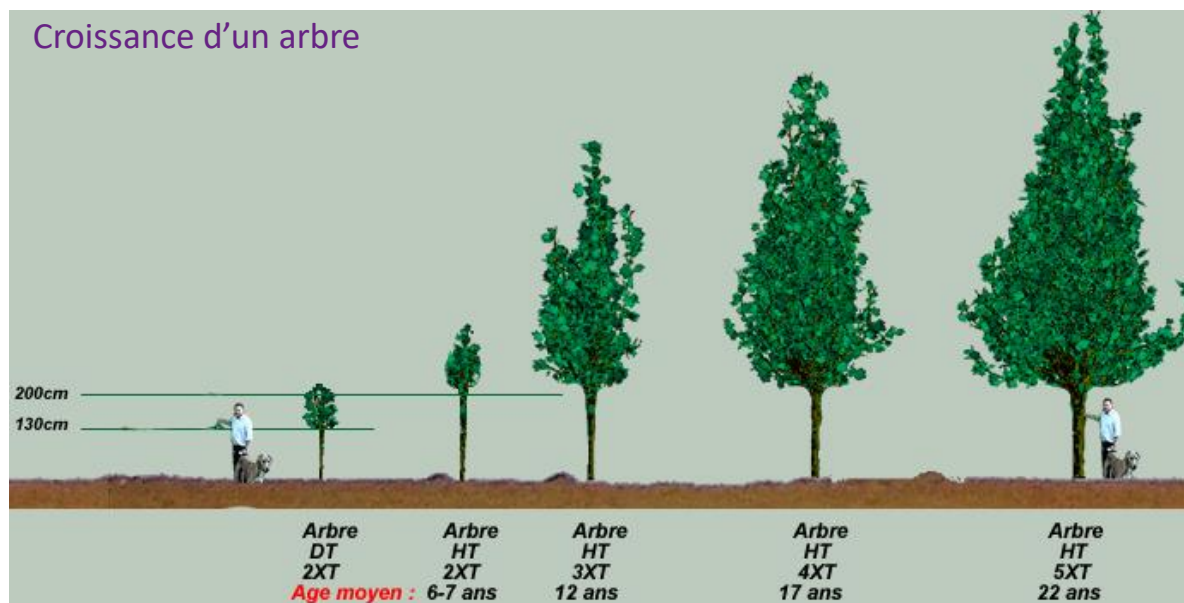 Croissance d’un arbre
200cm
130cm
Arbre Arbre Arbre Arbre Arbre
DT HT HT HT HT
2XT 2XT 3XT 4XT 5XT
Age moyen : 6-7 ans 12 ans 17 ans 22 ans